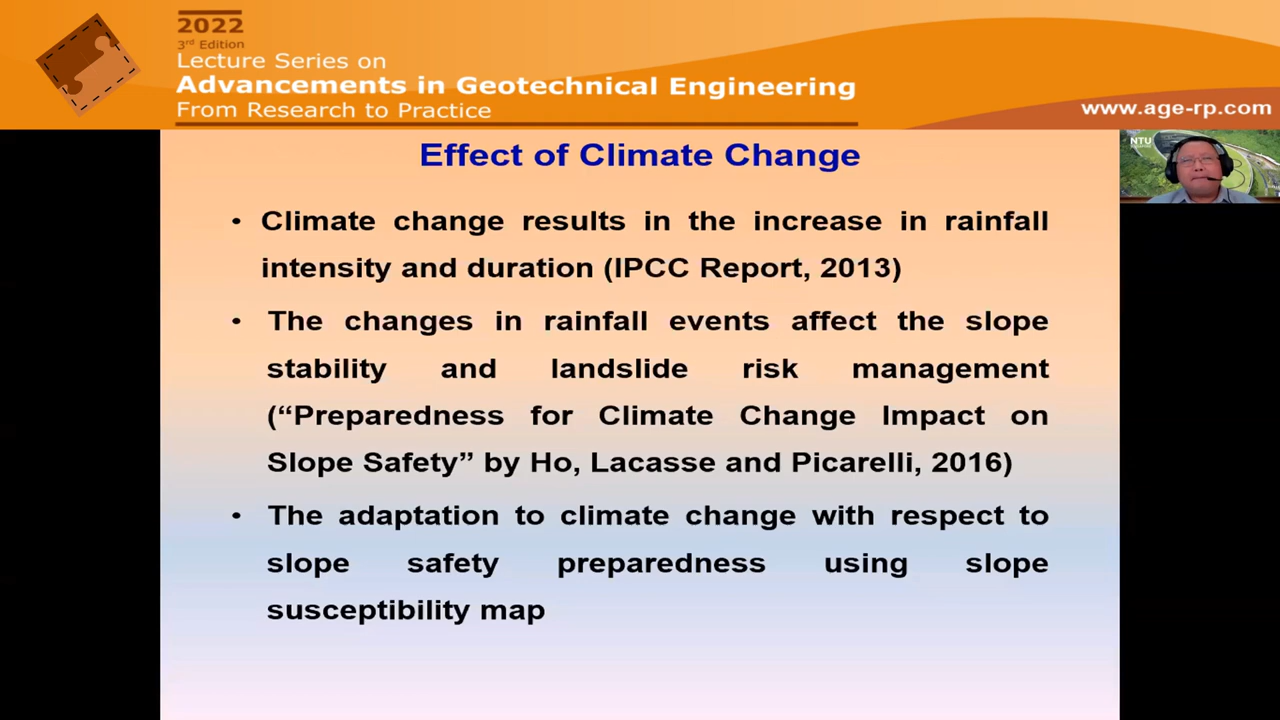 2022
3rd Edition
Lecture Series on
Advancements in Geotechnical Engineering
From Research to Practice
www.age-rp.com
NTU
Effect of Climate Change
• Climate change results in the increase in rainfall
intensity and duration (IPCC Report, 2013)
• The changes in rainfall events affect the slope
stability and landslide risk management
(“Preparedness for Climate Change Impact on
Slope Safety” by Ho, Lacasse and Picarelli, 2016)
• The adaptation to climate change with respect to
slope safety preparedness using slope
susceptibility map